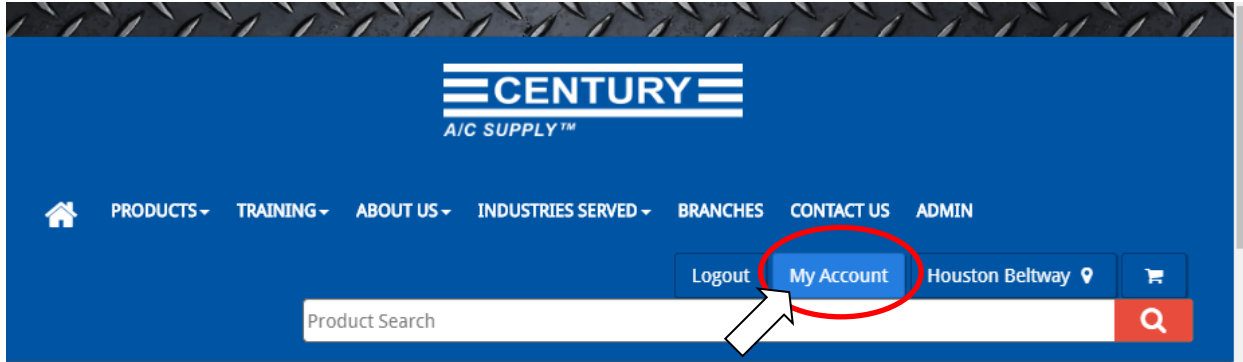 CENTURY
A/C SUPPLY™
PRODUCTS TRAINING ABOUT US INDUSTRIES SERVED BRANCHES CONTACT US ADMIN
Logout My Account Houston Beltway
Product Search